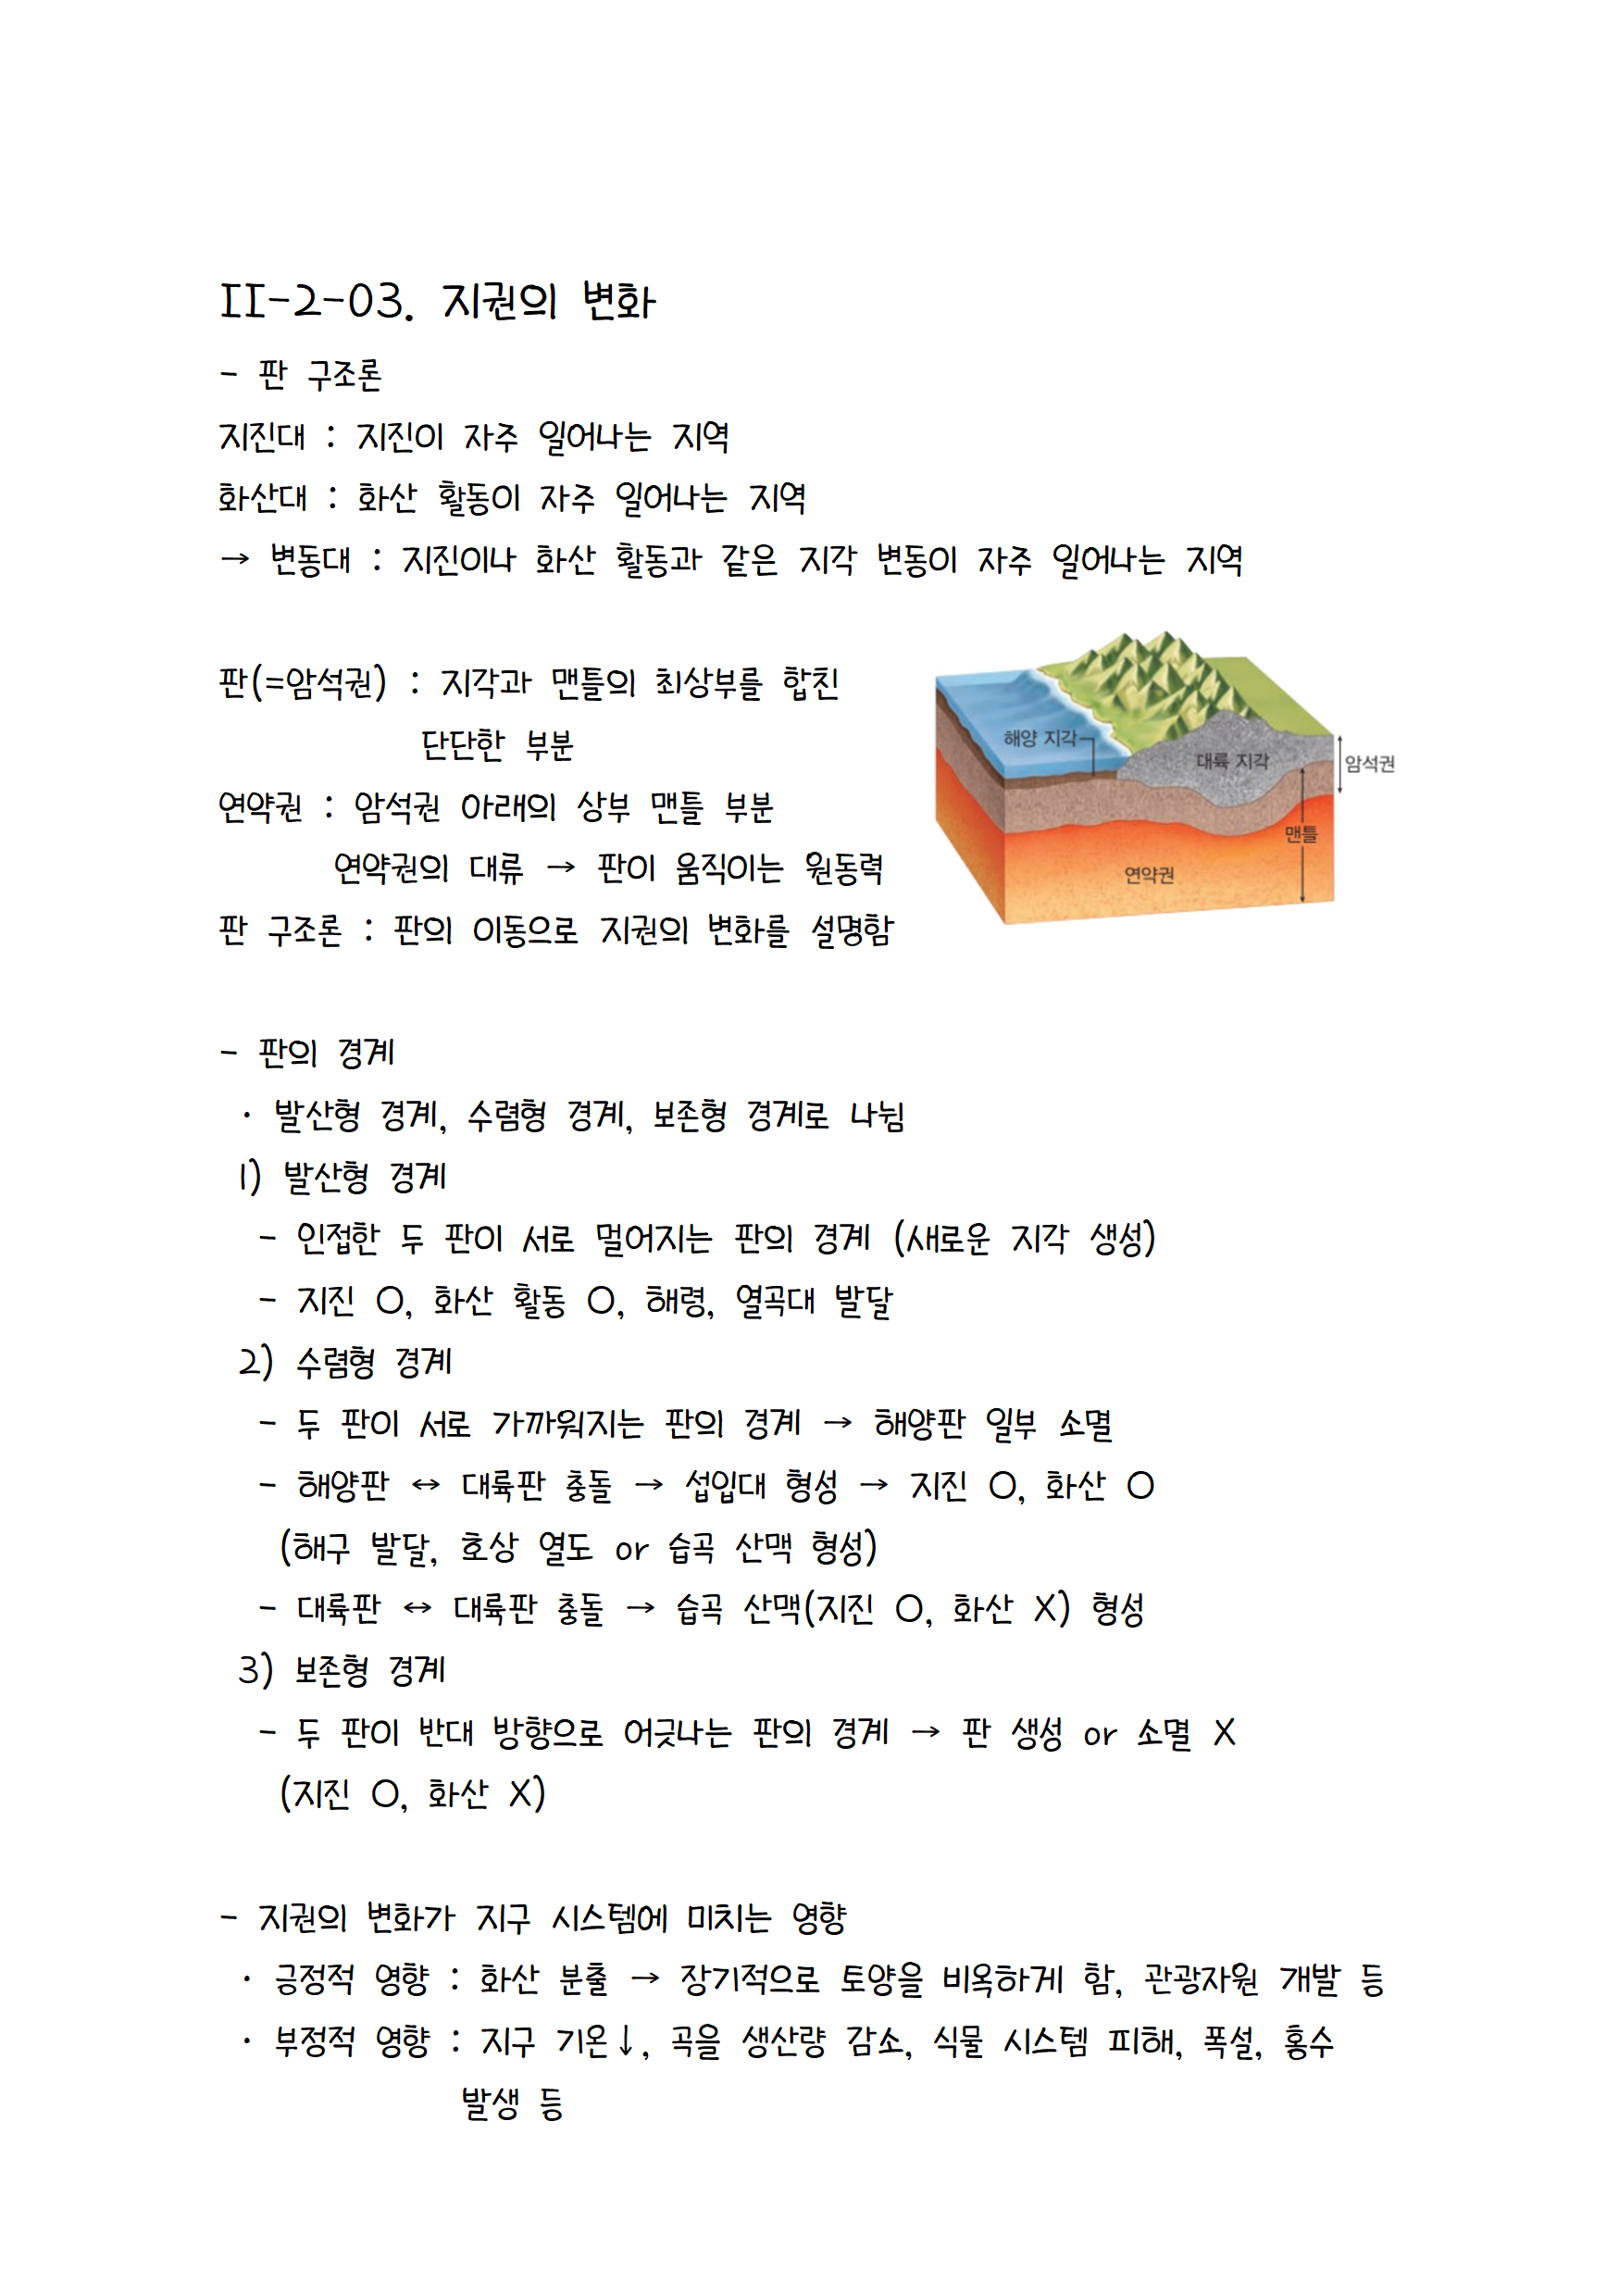 II-2-03. 지권의 변화
- 판 구조론
지진대 : 지진이 자주 일어나는 지역
화산대 : 화산 활동이 자주 일어나는 지역
→ 변동대 : 지진이나 화산 활동과 같은 지각 변동이 자주 일어나는 지역
판(=암석권) : 지각과 맨틀의 최상부를 합친
단단한 부분
연약권 : 암석권 아래의 상부 맨틀 부분
연약권의 대류 → 판이 움직이는 원동력
판 구조론 : 판의 이동으로 지권의 변화를 설명함
해양 지각
대륙 지각
암석권
맨틀
연약권
- 판의 경계
· 발산형 경계, 수렴형 경계, 보존형 경계로 나뉨
1) 발산형 경계
- 인접한 두 판이 서로 멀어지는 판의 경계 (새로운 지각 생성)
- 지진 O, 화산 활동 O, 해령, 열곡대 발달
2) 수렴형 경계
- 두 판이 서로 가까워지는 판의 경계 → 해양판 일부 소멸
- 해양판 ↔ 대륙판 충돌 → 섭입대 형성 → 지진 O, 화산 O
(해구 발달, 호상 열도 or 습곡 산맥 형성)
- 대륙판 ↔ 대륙판 충돌 → 습곡 산맥(지진 O, 화산 X) 형성
3) 보존형 경계
- 두 판이 반대 방향으로 어긋나는 판의 경계 → 판 생성 or 소멸 X
(지진 O, 화산 X)
- 지권의 변화가 지구 시스템에 미치는 영향
· 긍정적 영향 : 화산 분출 → 장기적으로 토양을 비옥하게 함, 관광자원 개발 등
· 부정적 영향 : 지구 기온↓, 곡을 생산량 감소, 식물 시스템 피해, 폭설, 홍수
발생 등